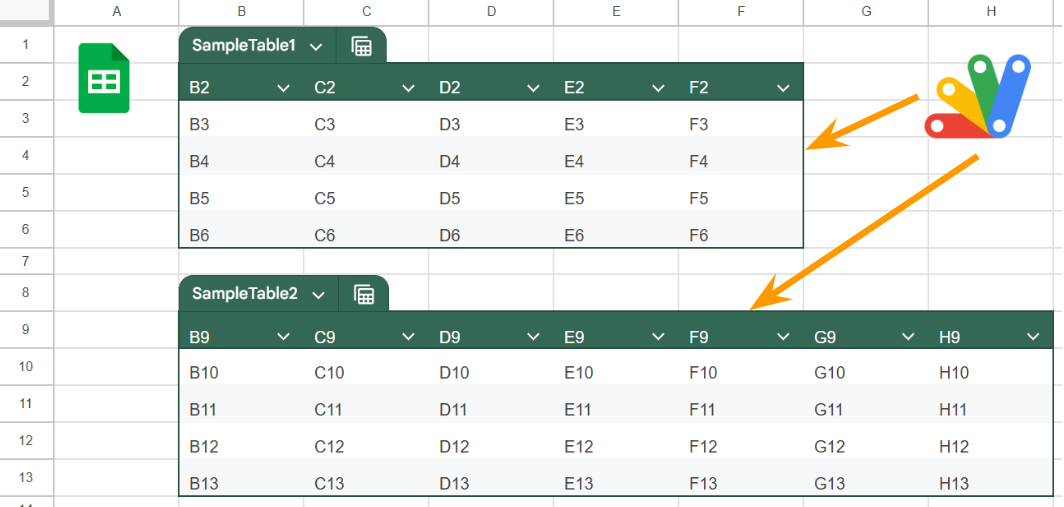 A B C D E F G H
1 SampleTable1
2 B2 C2 D2 E2 F2
3 B3 C3 D3 E3 F3
4 B4 C4 D4 E4 F4
5 B5 C5 D5 E5 F5
6 B6 C6 D6 E6 F6
7
8 SampleTable2
9 B9 C9 D9 E9 F9 G9 H9
10 B10 C10 D10 E10 F10 G10 H10
11 B11 C11 D11 E11 F11 G11 H11
12 B12 C12 D12 E12 F12 G12 H12
13 B13 C13 D13 E13 F13 G13 H13